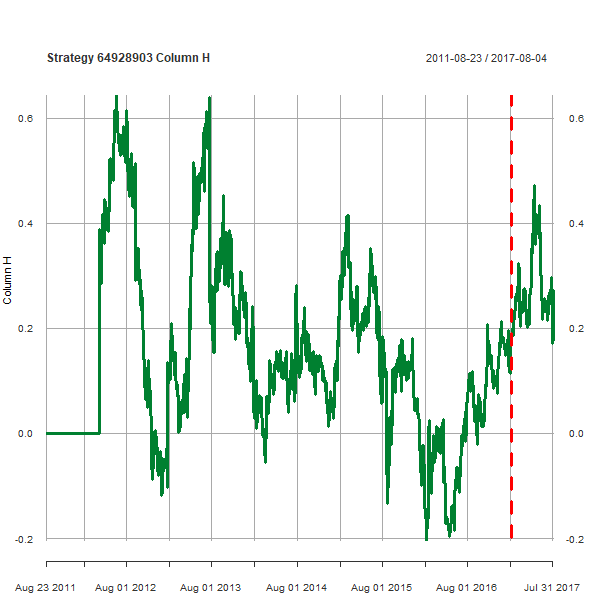 Strategy 64928903 Column H
2011-08-23 / 2017-08-04
0.6
0.6
0.4
0.4
Column H
0.2
0.2
0.0
0.0
-0.2
-0.2
Aug 23 2011
Aug 01 2012
Aug 01 2013
Aug 01 2014
Aug 01 2015
Aug 01 2016
Jul 31 2017